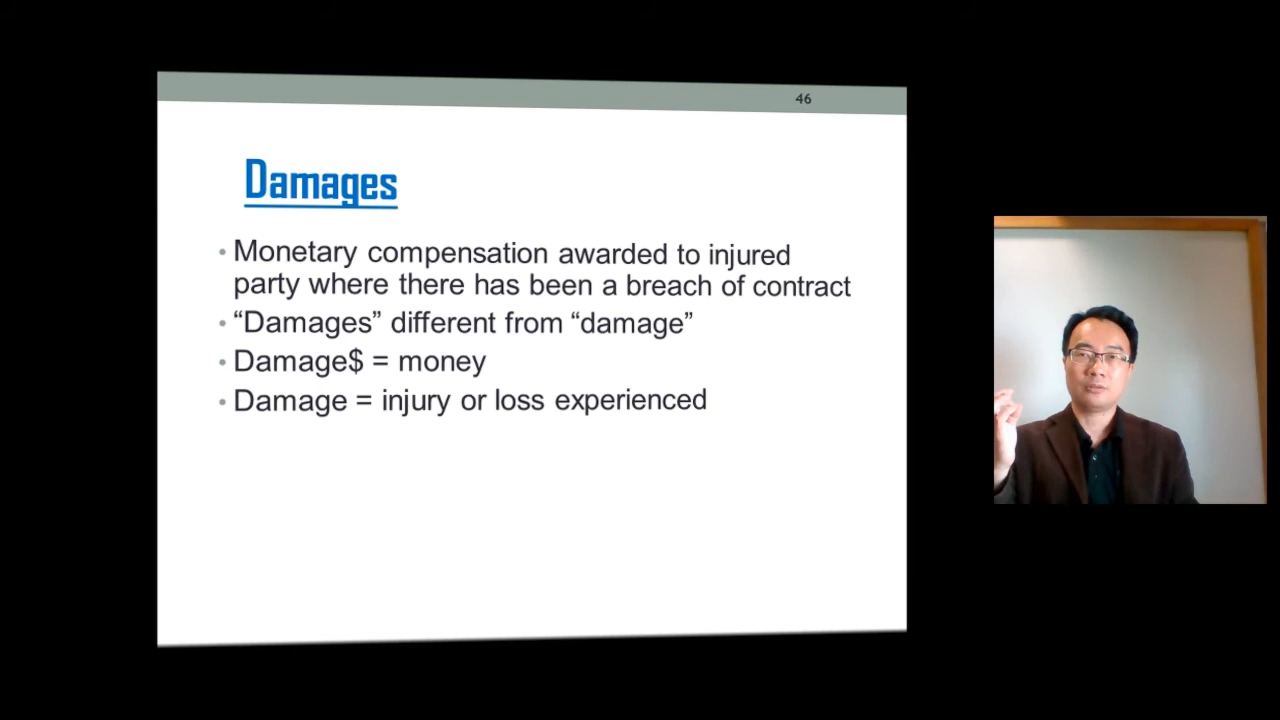 46
Damages
• Monetary compensation awarded to injured
party where there has been a breach of contract
• “Damages” different from “damage”
• Damage$ = money
• Damage = injury or loss experienced